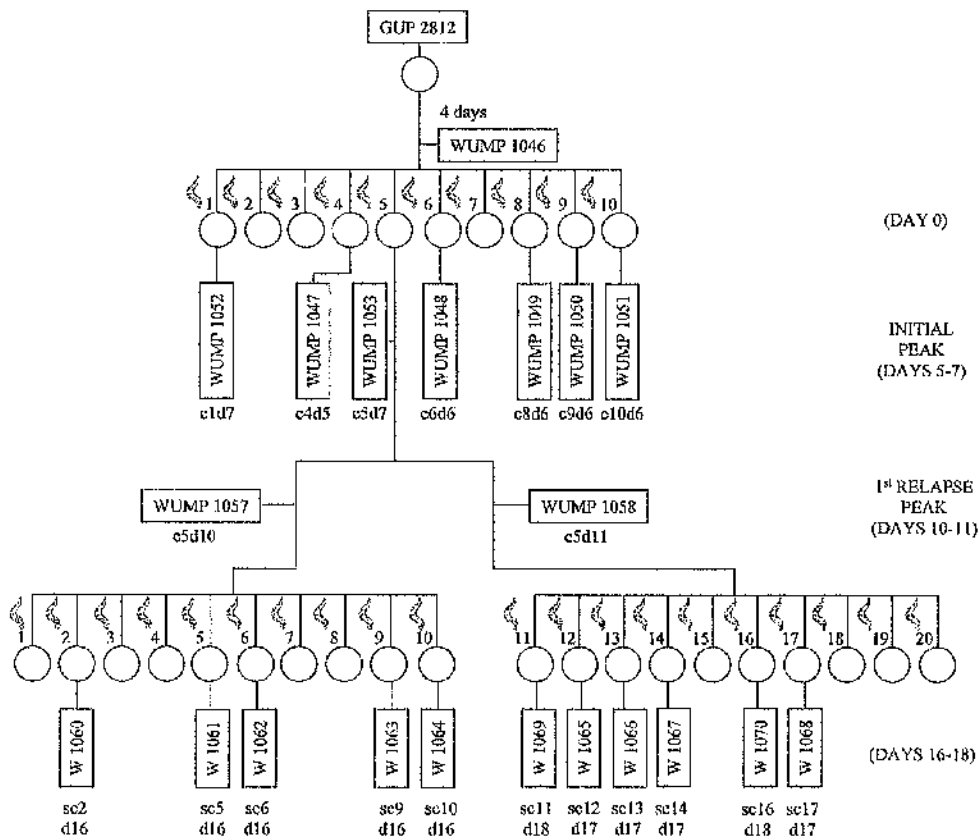 GUP 2812
4 days
WUMP 1046
1 2 3 4 5 6 7 8 9 10
(DAY 0)
WUMP 1052
WUMP 1047
WUMP 1053
WUMP 1048
WUMP 1049
WUMP 1050
WUMP 1051
INITIAL
PEAK
(DAYS 5-7)
c1d7 c4d5 c3d7 c6d6 c8d6 c9d6 c10d6
WUMP 1057
c5d10
WUMP 1058
c5d11
1st RELAPSE
PEAK
(DAYS 10-11)
1 2 3 4 5 6 7 8 9 10 11 12 13 14 15 16 17 18 19 20
W 1060
W 1061
W 1062
W 1063
W 1064
W 1069
W 1065
W 1066
W 1067
W 1070
W 1068
(DAYS 16-18)
sc2 sc5 sc6 sc9 sc10 sc11 sc12 sc13 sc14 sc16 sc17
d16 d16 d16 d16 d16 d18 d17 d17 d17 d18 d17